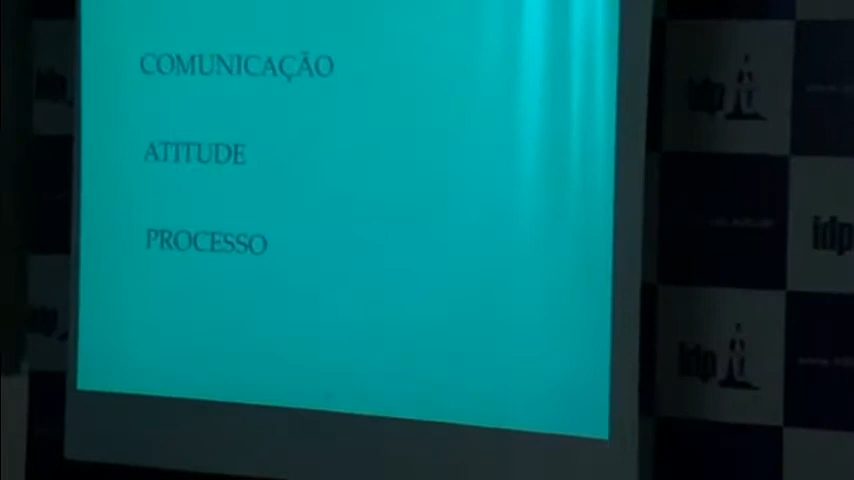 COMUNICAÇÃO
ATITUDE
PROCESSO
idp
idp
idp